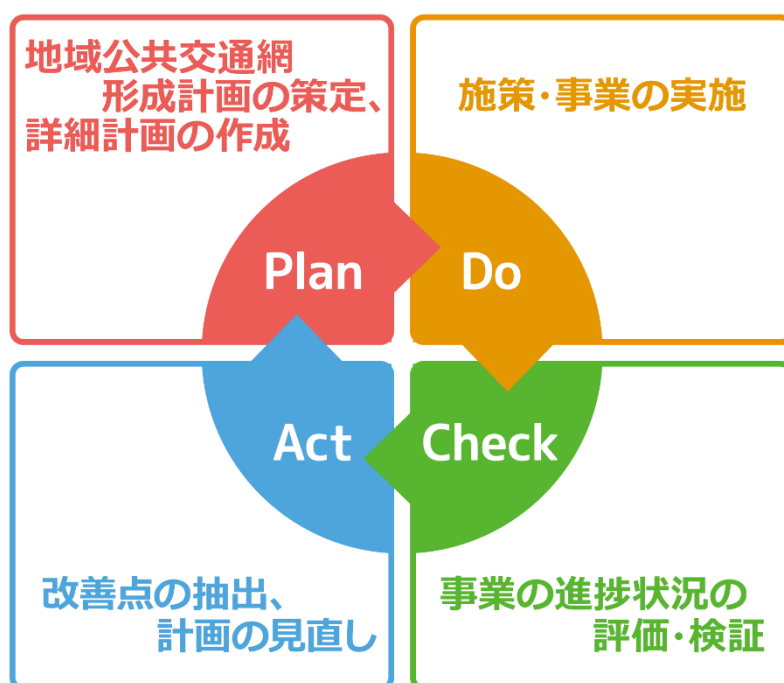 地域公共交通網
形成計画の策定、
詳細計画の作成
施策・事業の実施
Plan
Do
Act
Check
改善点の抽出、
計画の見直し
事業の進捗状況の
評価・検証